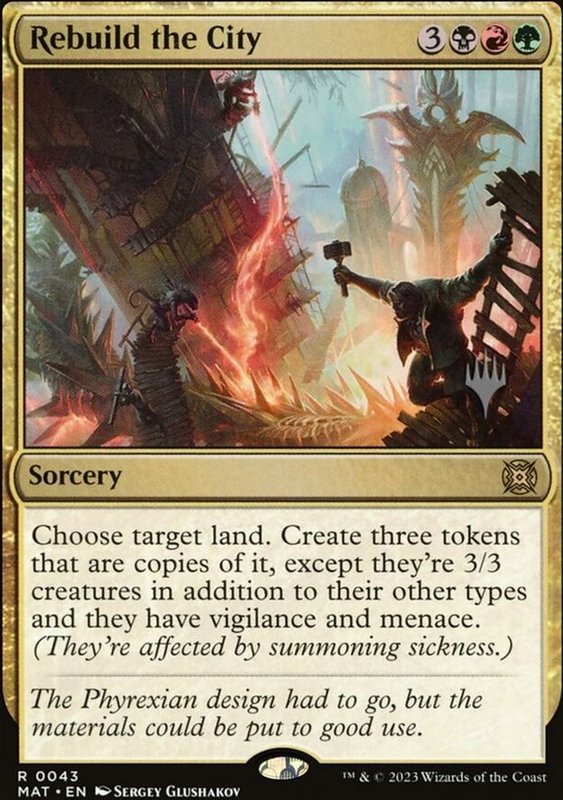 Rebuild the City 3
Sorcery
Choose target land. Create three tokens
that are copies of it, except they're 3/3
creatures in addition to their other types
and they have vigilance and menace.
(They're affected by summoning sickness.)
The Phyrexian design had to go, but the
materials could be put to good use.
R 0043
MAT • EN SERGEY GLUSHAKOV
™ & © 2023 Wizards of the Coast